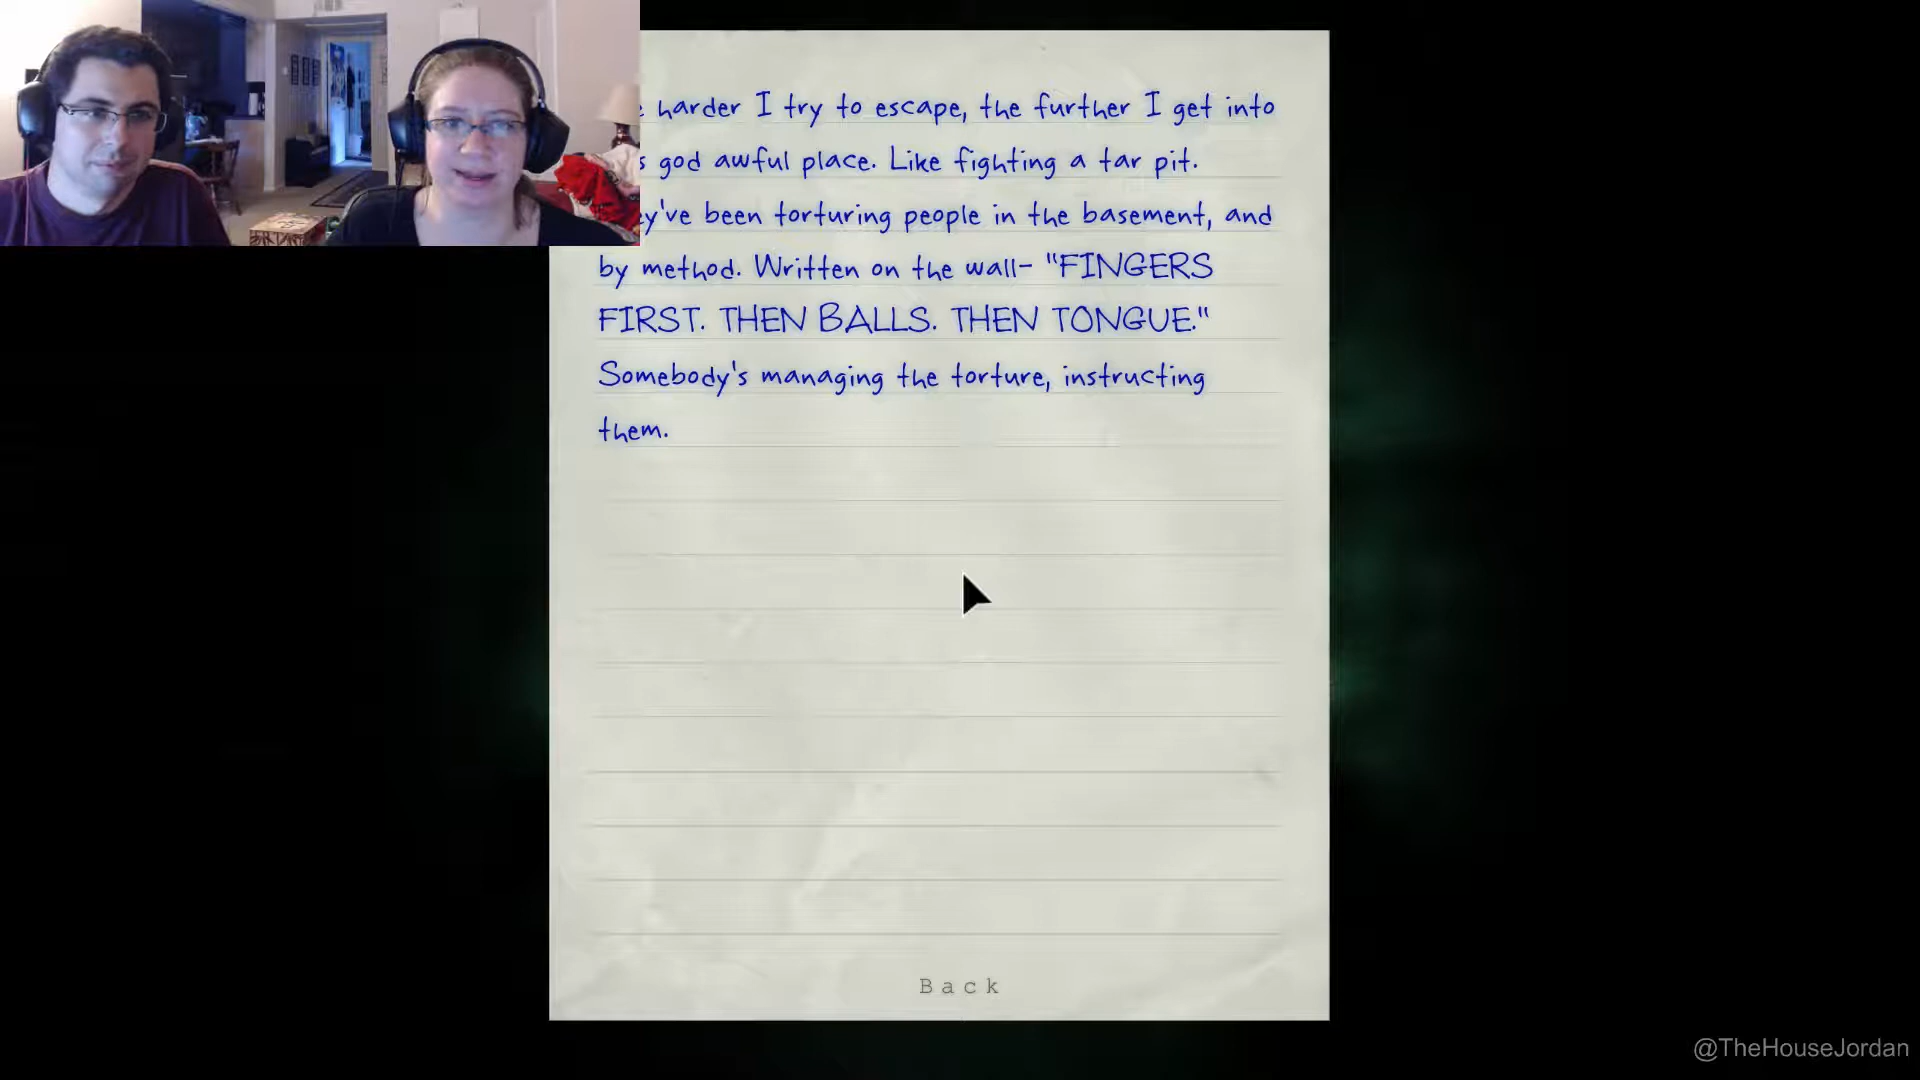 harder I try to escape, the further I get into
god awful place. Like fighting a tar pit.
been torturing people in the basement, and
by method. Written on the wall- "FINGERS
FIRST. THEN BALLS. THEN TONGUE."
Somebody's managing the torture, instructing
them.
Back
@TheHouseJordan